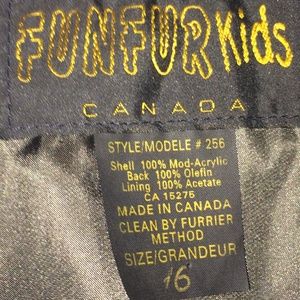 FUNFUR Kids
CANADA
STYLE/MODELE # 256
Shell 100% Mod-Acrylic
Back 100% Olefin
Lining 100% Acetate
CA 15275
MADE IN CANADA
CLEAN BY FURRIER
METHOD
SIZE/GRANDEUR
16